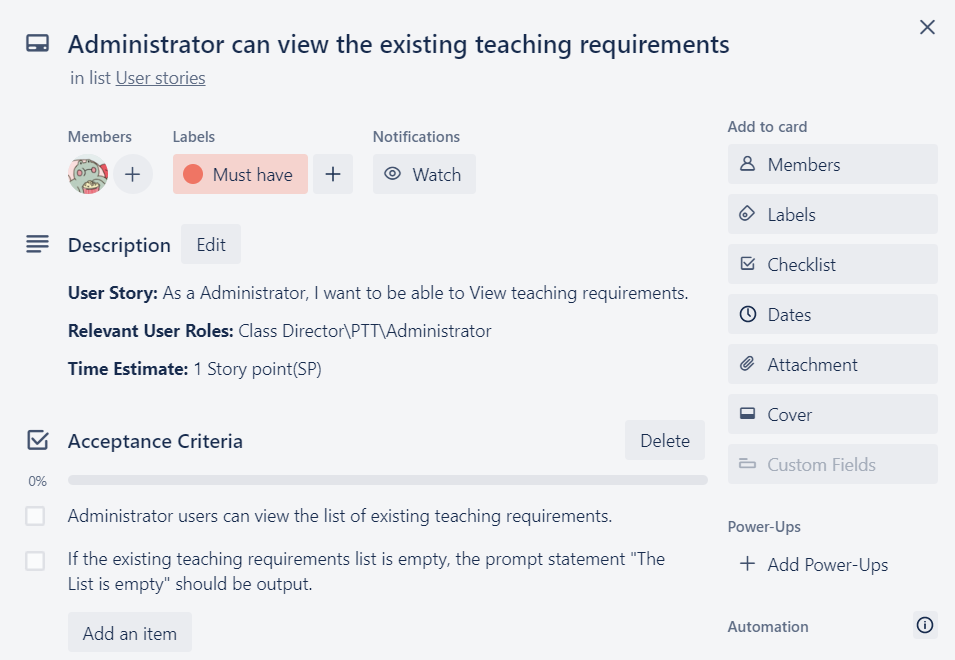 Administrator can view the existing teaching requirements
in list User stories
Members
Labels
Notifications
Must have
Watch
Description
Edit
User Story: As a Administrator, I want to be able to View teaching requirements.
Relevant User Roles: Class Director\PTT\Administrator
Time Estimate: 1 Story point(SP)
Acceptance Criteria
Delete
0%
Administrator users can view the list of existing teaching requirements.
If the existing teaching requirements list is empty, the prompt statement "The
List is empty" should be output.
Add an item
Add to card
Members
Labels
Checklist
Dates
Attachment
Cover
Custom Fields
Power-Ups
Add Power-Ups
Automation